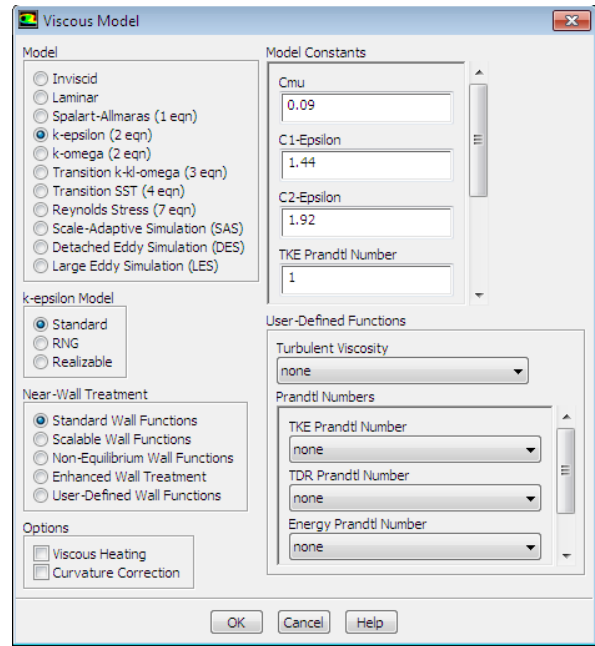 Viscous Model
Model
Inviscid
Laminar
Spalart-Allmaras (1 eqn)
k-epsilon (2 eqn)
k-omega (2 eqn)
Transition k-kl-omega (3 eqn)
Transition SST (4 eqn)
Reynolds Stress (7 eqn)
Scale-Adaptive Simulation (SAS)
Detached Eddy Simulation (DES)
Large Eddy Simulation (LES)
k-epsilon Model
Standard
RNG
Realizable
Near-Wall Treatment
Standard Wall Functions
Scalable Wall Functions
Non-Equilibrium Wall Functions
Enhanced Wall Treatment
User-Defined Wall Functions
Options
Viscous Heating
Curvature Correction
Model Constants
Cmu
0.09
C1-Epsilon
1.44
C2-Epsilon
1.92
TKE Prandtl Number
1
User-Defined Functions
Turbulent Viscosity
none
Prandtl Numbers
TKE Prandtl Number
none
TDR Prandtl Number
none
Energy Prandtl Number
none
OK
Cancel
Help